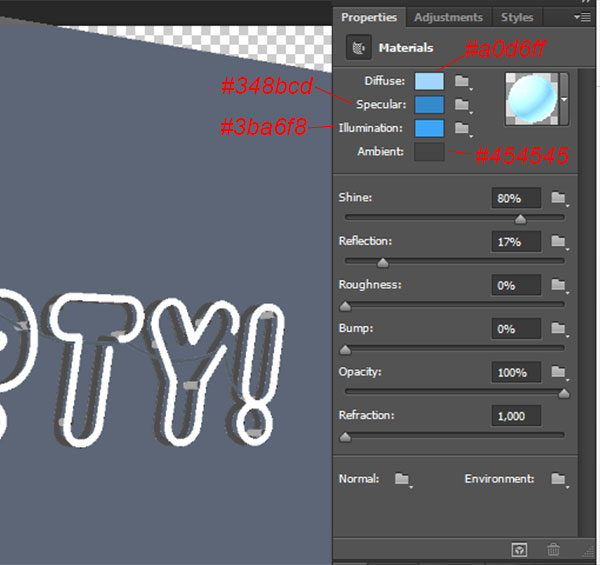 Properties Adjustments Styles
Materials
#a0d6ff
Diffuse:
#348bcd
Specular:
#3ba6f8
Illumination:
Ambient:
#454545
Shine: 80%
Reflection: 17%
Roughness: 0%
Bump: 0%
Opacity: 100%
Refraction: 1,000
Normal: Environment:
PTY!